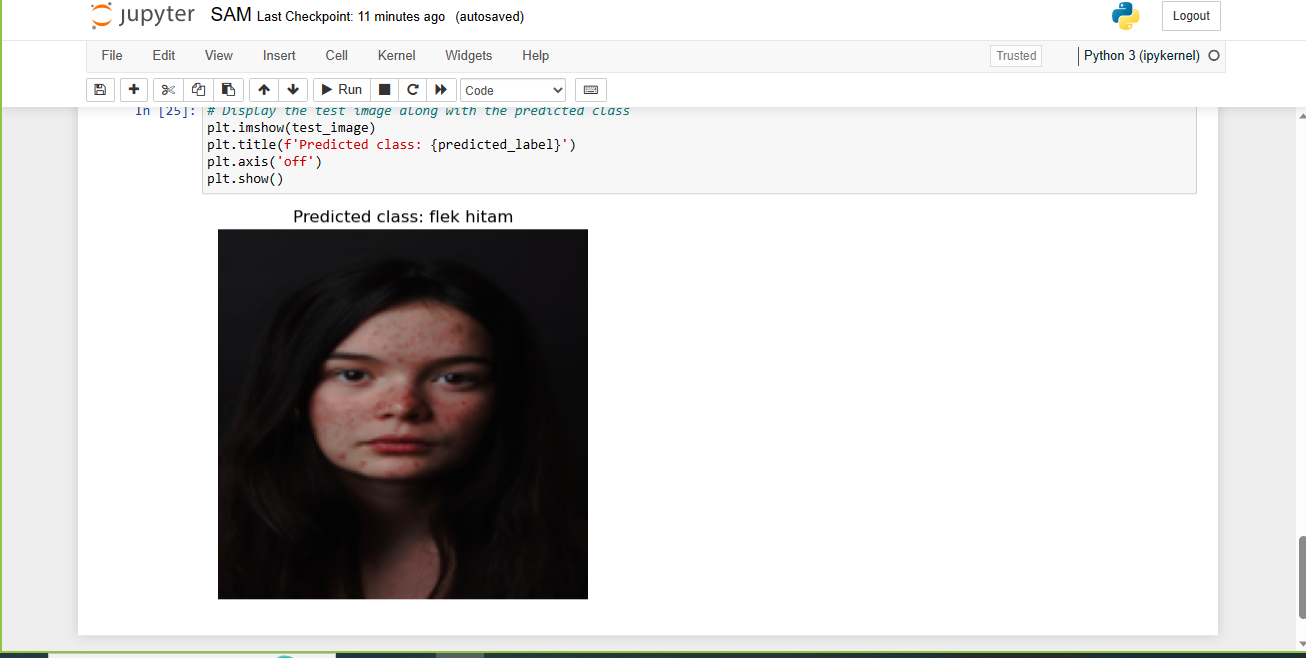 jupyter SAM Last Checkpoint: 11 minutes ago (autosaved)
Logout
File Edit View Insert Cell Kernel Widgets Help
Trusted
Python 3 (ipykernel)
Run
Code
In [25]:
# Display the test image along with the predicted class
plt.imshow(test_image)
plt.title(f'Predicted class: {predicted_label}')
plt.axis('off')
plt.show()
Predicted class: flek hitam